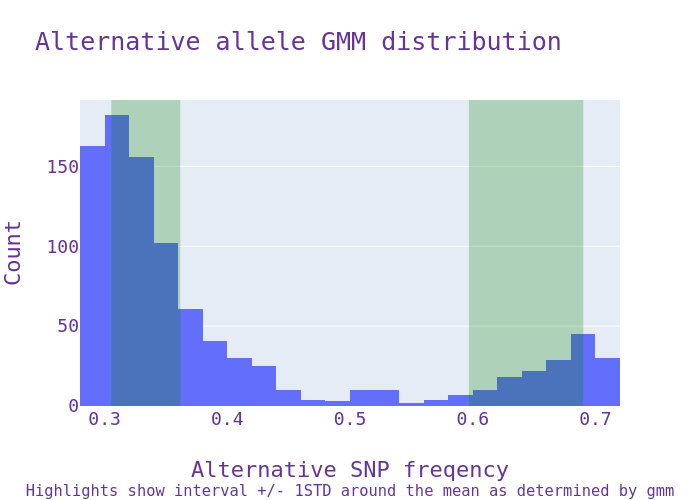 Alternative allele GMM distribution
150
100
50
0
Count
0.3 0.4 0.5 0.6 0.7
Alternative SNP freqency
Highlights show interval +/- 1STD around the mean as determined by gmm